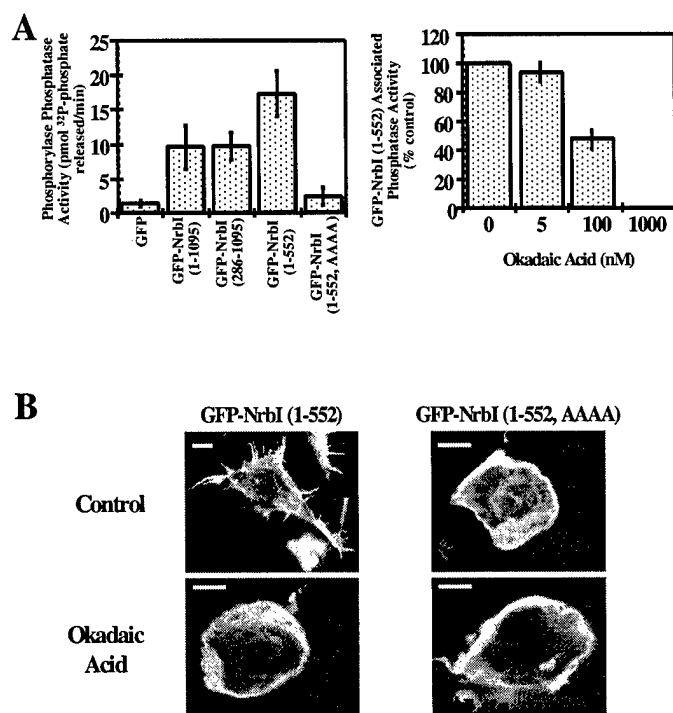 A
Phosphorylase Phosphatase
Activity (pmol ³²P-phosphate
released/min)
25
20
15
10
5
0
GFP
GFP-NrbI
(1-1095)
GFP-NrbI
(286-1095)
GFP-NrbI
(1-552)
GFP-NrbI
(1-552, AAAA)
GFP-NrbI (1-552) Associated
Phosphatase Activity
(% control)
120
100
80
60
40
20
0
0 5 100 1000
Okadaic Acid (nM)
B
GFP-NrbI (1-552) GFP-NrbI (1-552, AAAA)
Control
Okadaic
Acid